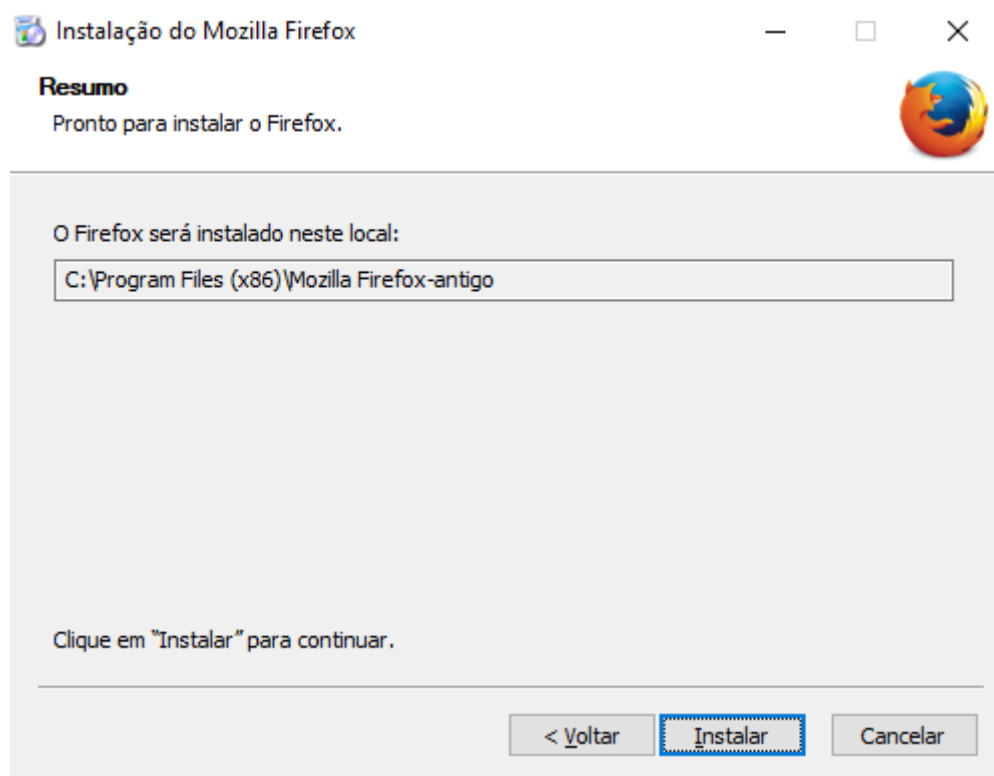 Instalação do Mozilla Firefox
Resumo
Pronto para instalar o Firefox.
O Firefox será instalado neste local:
C:\Program Files (x86)\Mozilla Firefox-antigo
Clique em “Instalar” para continuar.
< Voltar Instalar Cancelar